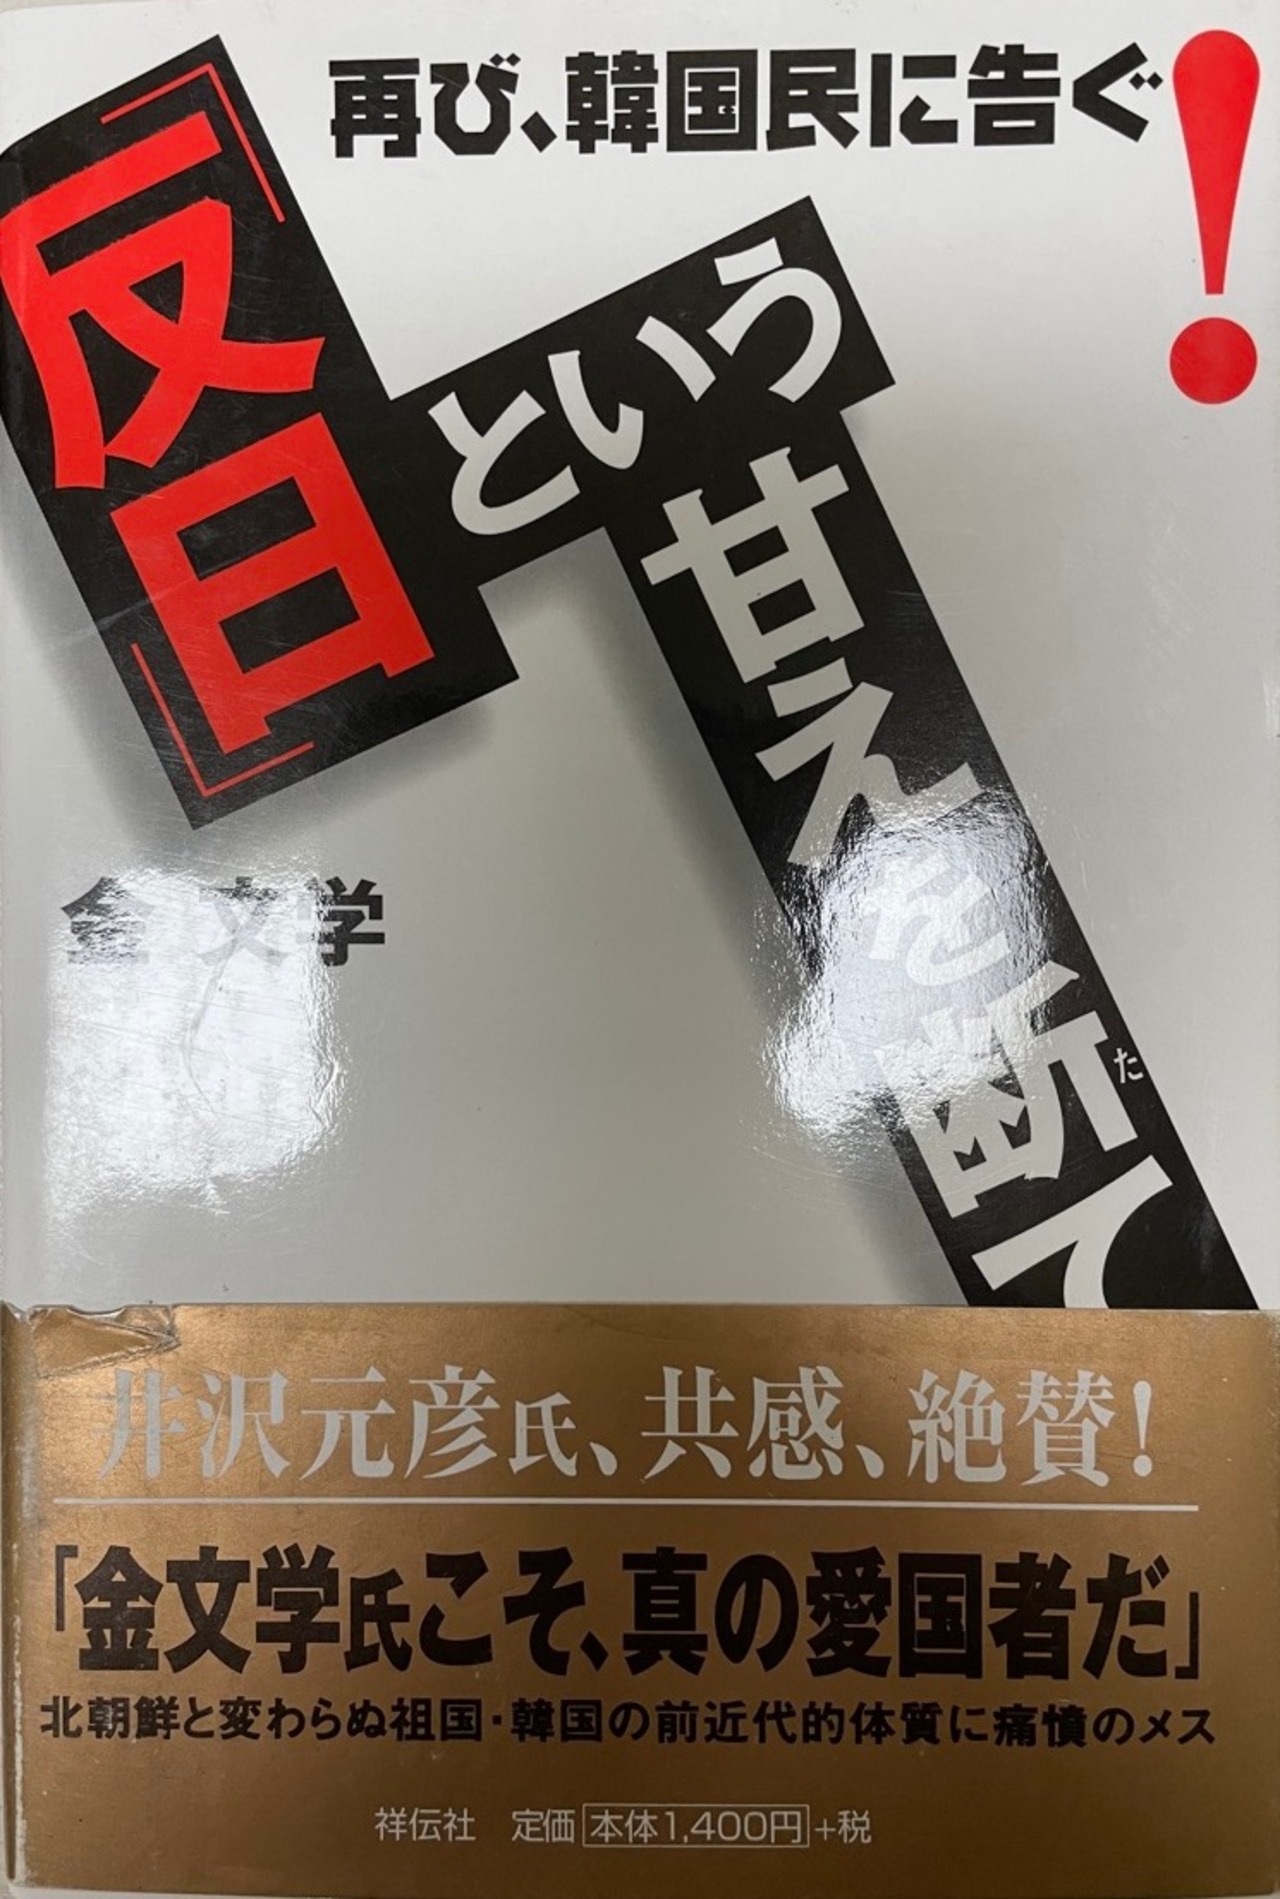 再び、韓国民に告ぐ!
「反日」
という
甘えを断て
た
金文学
井沢元彦氏、共感、絶賛!
「金文学氏こそ、真の愛国者だ」
北朝鮮と変わらぬ祖国・韓国の前近代的体質に痛憤のメス
祥伝社 定価 本体1,400円 +税